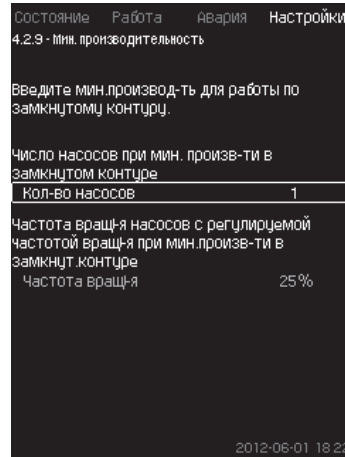 Состояние Работа Авария Настройки
4.2.9 - Мин. производительность
Введите мин.производ-ть для работы по
замкнутому контуру.
Число насосов при мин. произв-ти в
замкнутом контуре
Кол-во насосов 1
Частота вращ-я насосов с регулируемой
частотой вращ-я при мин.произв-ти в
замкнут.контуре
Частота вращ-я 25%
2012-06-01 18:22